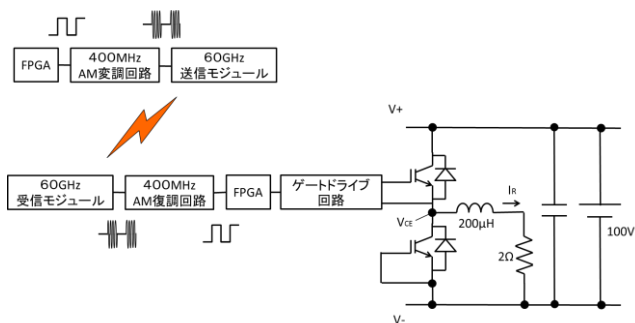 FPGA
400MHz
AM変調回路
60GHz
送信モジュール
60GHz
受信モジュール
400MHz
AM復調回路
FPGA
ゲートドライブ
回路
V+
VCE
IR
200μH
2Ω
100V
V-